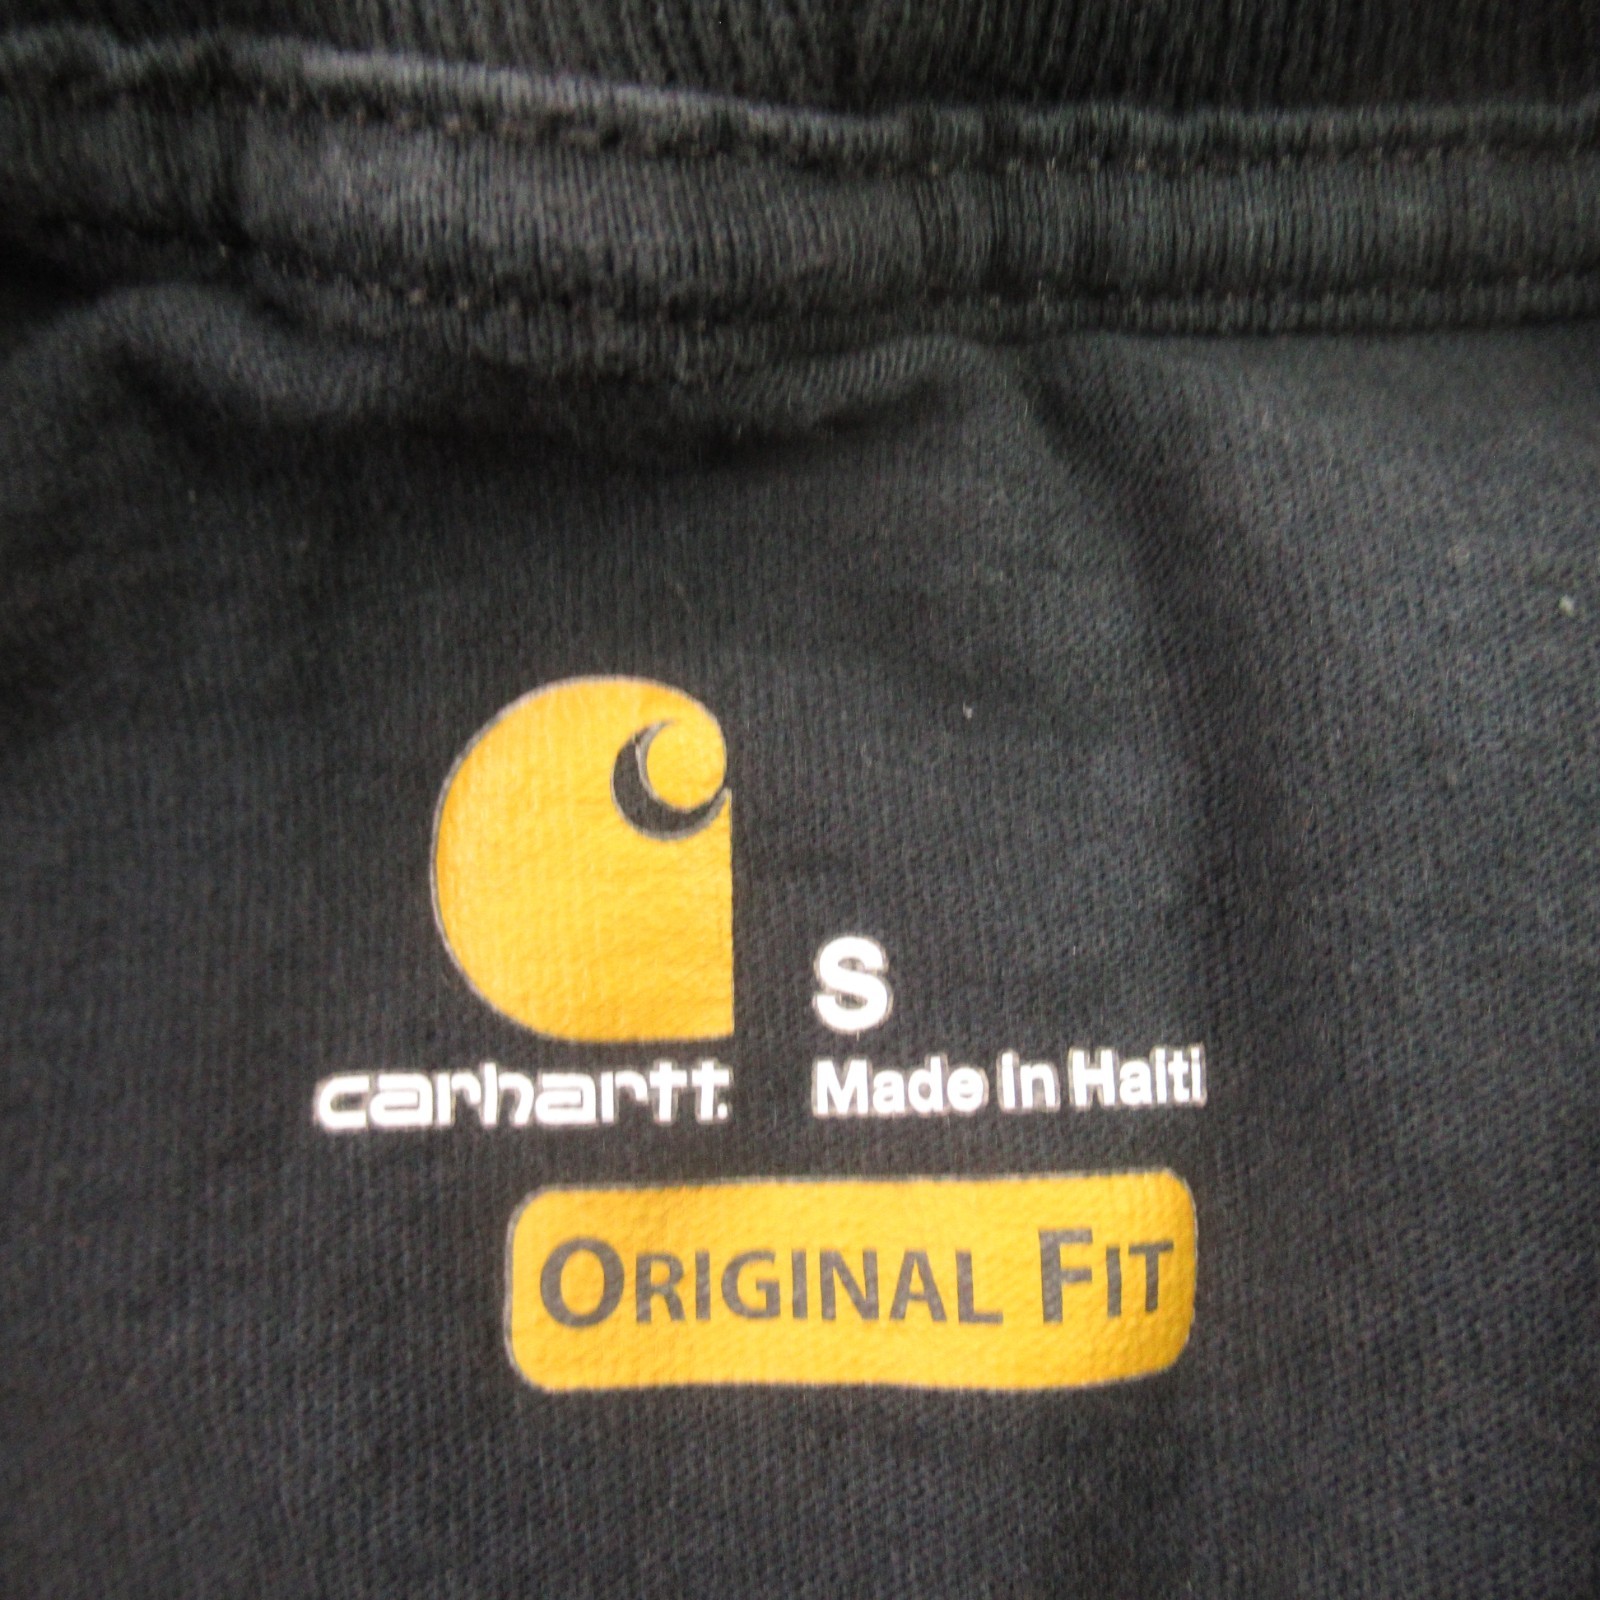 S
carhartt.
Made In Haiti
ORIGINAL FIT